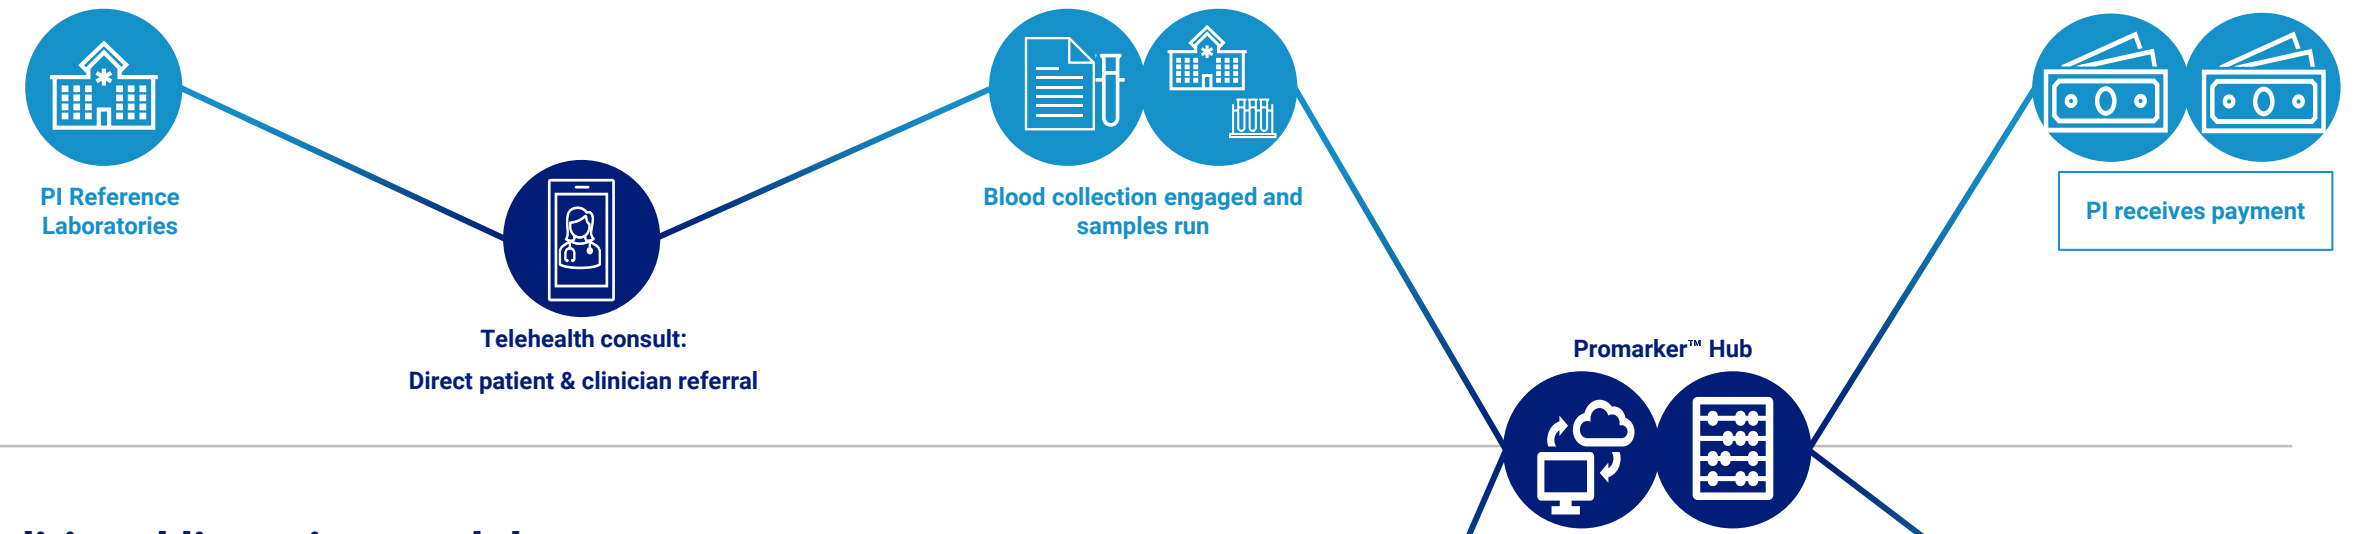 PI Reference
Laboratories
Telehealth consult:
Direct patient & clinician referral
Blood collection engaged and
samples run
Promarker™ Hub
PI receives payment